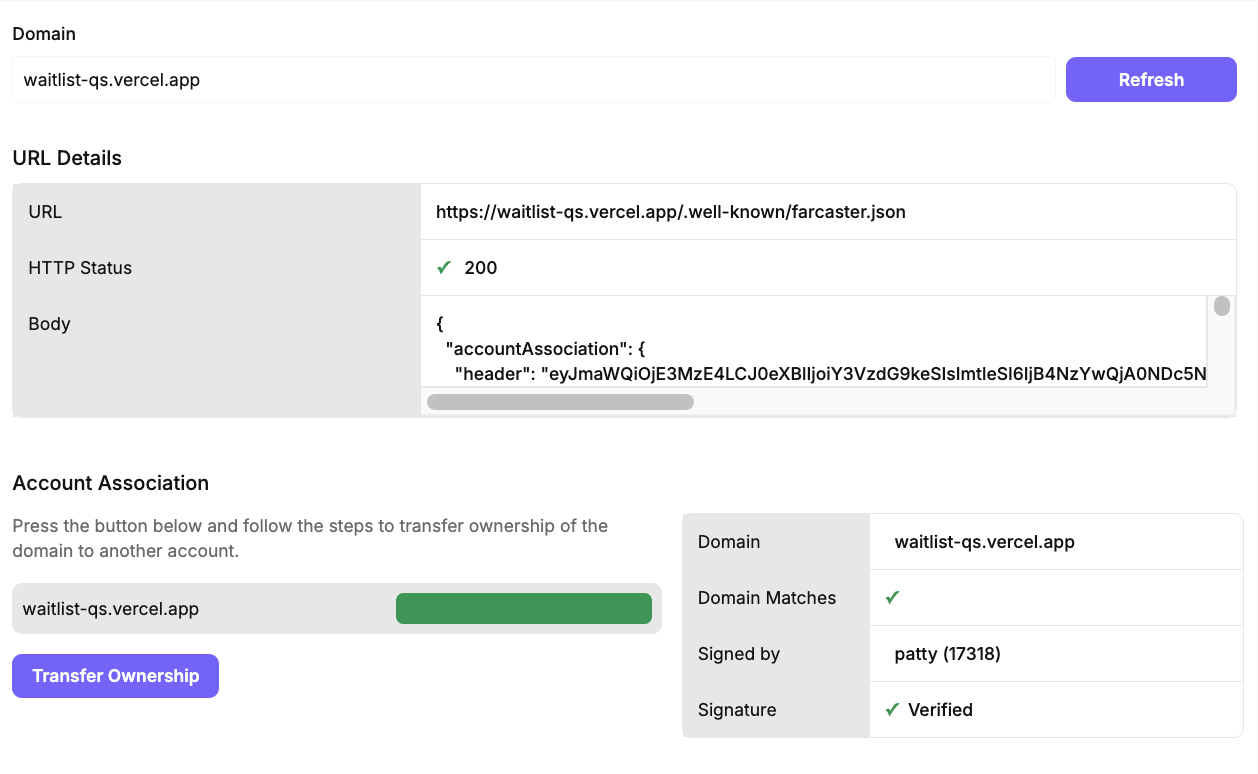 Domain
waitlist-qs.vercel.app
Refresh
URL Details
URL
https://waitlist-qs.vercel.app/.well-known/farcaster.json
HTTP Status
✓ 200
Body
{
"accountAssociation": {
"header": "eyJmaWQiOjE3MzE4LCJ0eXBlIjoiY3VzdG9keSIsImtleSI6IjB4NzYwQjA0NDc5N
Account Association
Press the button below and follow the steps to transfer ownership of the
domain to another account.
waitlist-qs.vercel.app
Transfer Ownership
Domain
waitlist-qs.vercel.app
Domain Matches
✓
Signed by
patty (17318)
Signature
✓ Verified